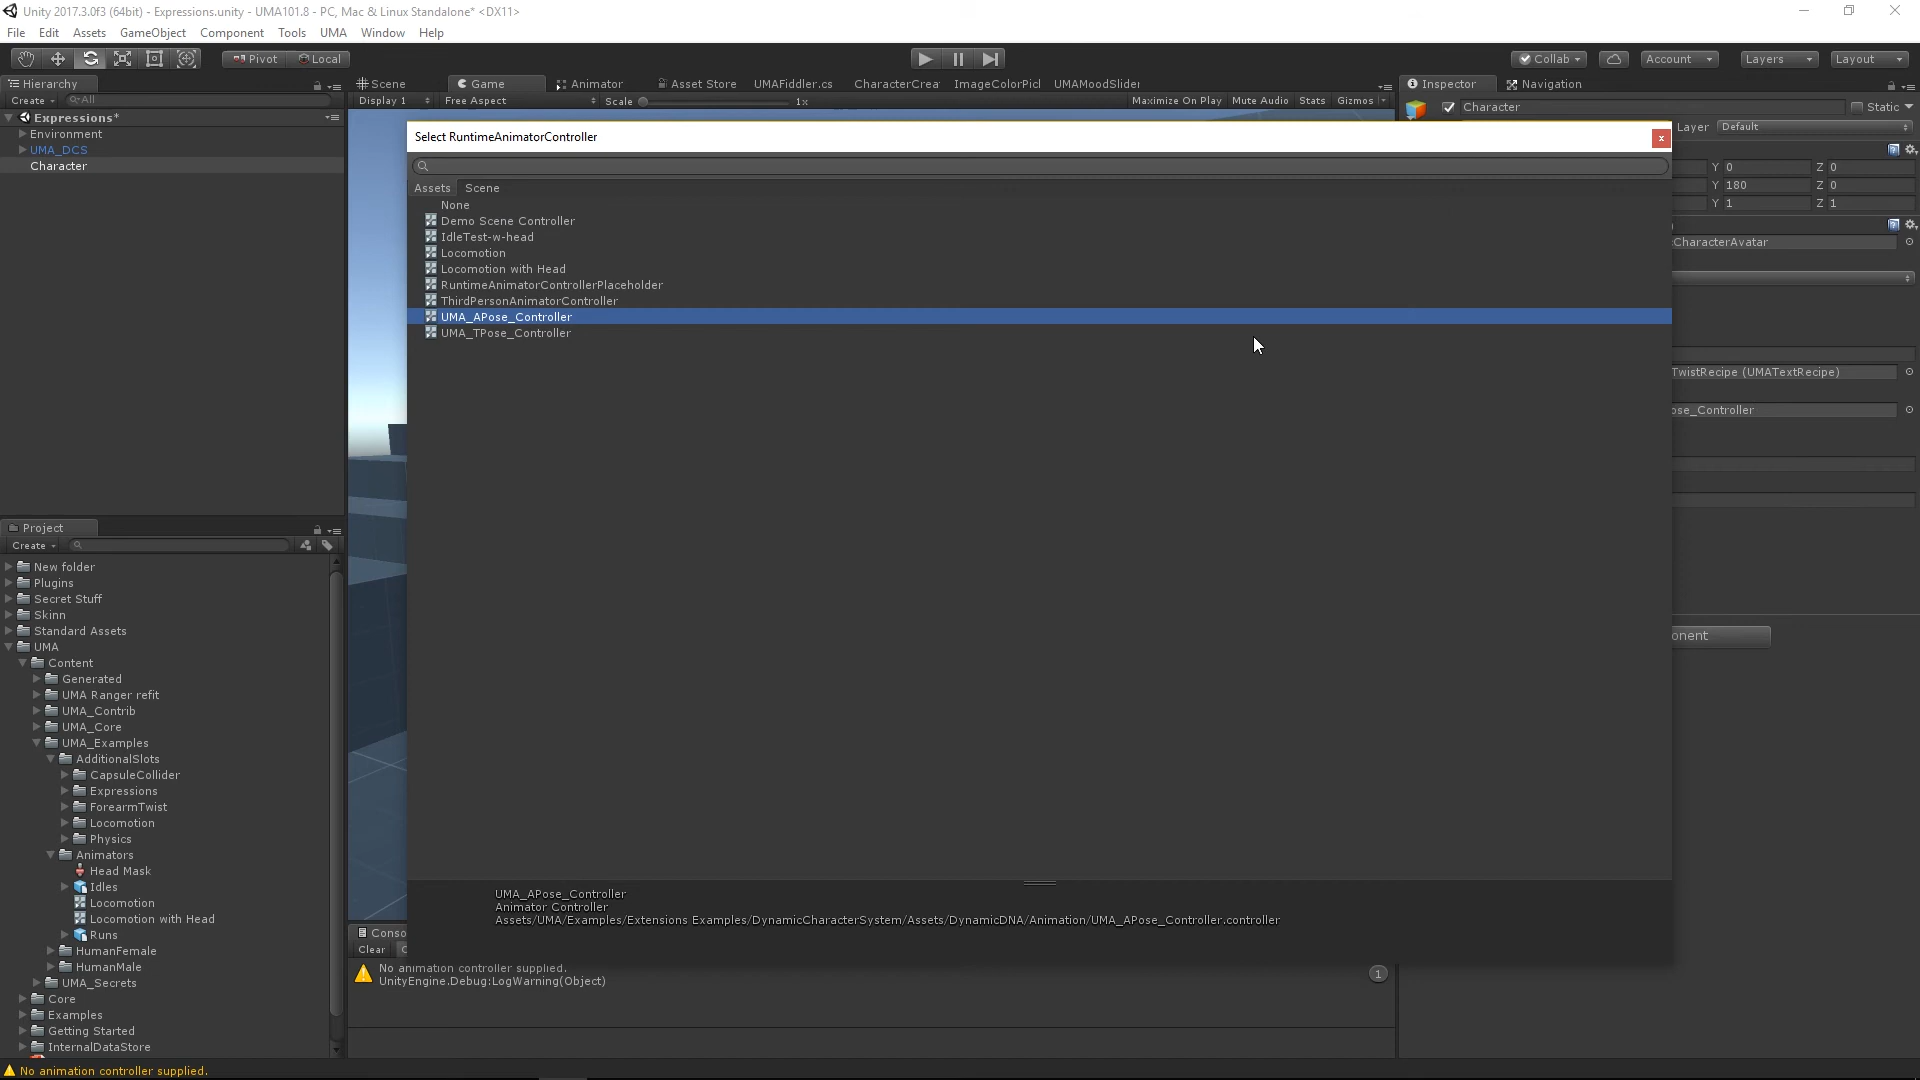 Unity 2017.3.0f3 (64bit) - Expressions.unity - UMA101.8 - PC, Mac & Linux Standalone* <DX11>
File Edit Assets GameObject Component Tools UMA Window Help
Pivot Local Collab Account Layers Layout
Hierarchy Scene Game Animator Asset Store UMAFiddler.cs CharacterCrea ImageColorPicl UMAMoodSlider Inspector Navigation
Create All Display 1 Free Aspect Scale 1x Maximize On Play Mute Audio Stats Gizmos Character Static
Expressions*
Environment
UMA_DCS
Character
Select RuntimeAnimatorController
Assets Scene
None
Demo Scene Controller
IdleTest-w-head
Locomotion
Locomotion with Head
RuntimeAnimatorControllerPlaceholder
ThirdPersonAnimatorController
UMA_APose_Controller
UMA_TPose_Controller
UMA_APose_Controller
Animator Controller
Assets/UMA/Examples/Extensions Examples/DynamicCharacterSystem/Assets/DynamicDNA/Animation/UMA_APose_Controller.controller
Layer Default
Y 0 Z 0
Y 180 Z 0
Y 1 Z 1
CharacterAvatar
TwistRecipe (UMATextRecipe)
ose_Controller
onent
Project
Create
New folder
Plugins
Secret Stuff
Skinn
Standard Assets
UMA
Content
Generated
UMA Ranger refit
UMA_Contrib
UMA_Core
UMA_Examples
AdditionalSlots
CapsuleCollider
Expressions
ForearmTwist
Locomotion
Physics
Animators
Head Mask
Idles
Locomotion
Locomotion with Head
Runs
HumanFemale
HumanMale
UMA_Secrets
Core
Examples
Getting Started
InternalDataStore
Conso
Clear C
No animation controller supplied.
UnityEngine.Debug:LogWarning(Object)
1
No animation controller supplied.